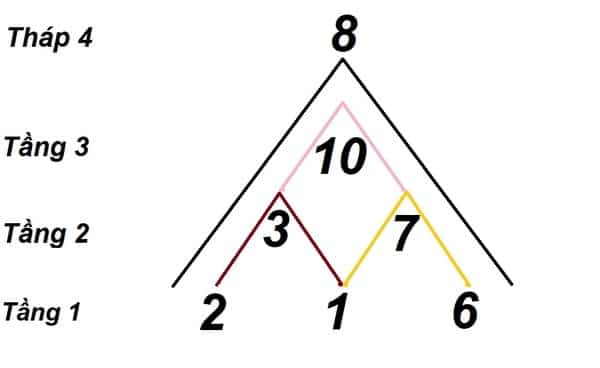 Tháp 4 8
Tầng 3 10
Tầng 2 3 7
Tầng 1 2 1 6